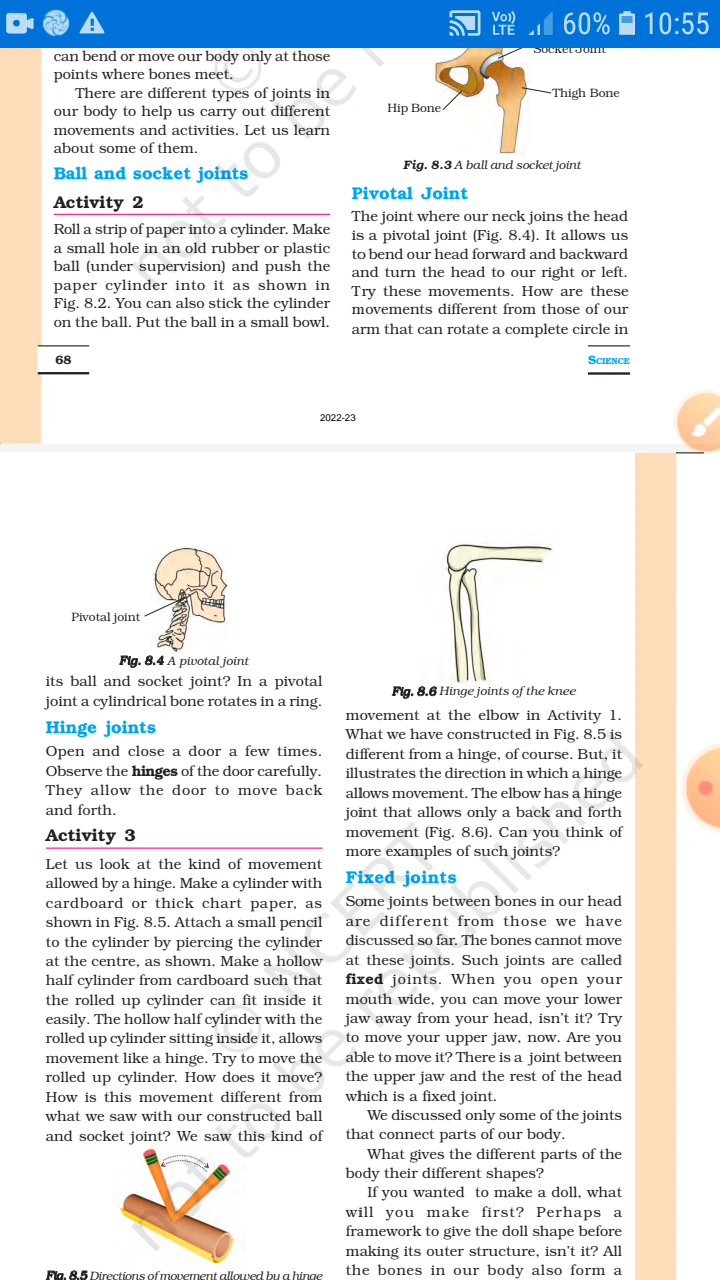 Vo))
LTE
60%
10:55
can bend or move our body only at those
points where bones meet.
There are different types of joints in
our body to help us carry out different
movements and activities. Let us learn
about some of them.
Ball and socket joints
Activity 2
Roll a strip of paper into a cylinder. Make
a small hole in an old rubber or plastic
ball (under supervision) and push the
paper cylinder into it as shown in
Fig. 8.2. You can also stick the cylinder
on the ball. Put the ball in a small bowl.
Socket Joint
Thigh Bone
Hip Bone
Fig. 8.3 A ball and socket joint
Pivotal Joint
The joint where our neck joins the head
is a pivotal joint (Fig. 8.4). It allows us
to bend our head forward and backward
and turn the head to our right or left.
Try these movements. How are these
movements different from those of our
arm that can rotate a complete circle in
68
SCIENCE
2022-23
not to be r
Pivotal joint
Fig. 8.4 A pivotal joint
its ball and socket joint? In a pivotal
joint a cylindrical bone rotates in a ring.
Hinge joints
Open and close a door a few times.
Observe the hinges of the door carefully.
They allow the door to move back
and forth.
Activity 3
Let us look at the kind of movement
allowed by a hinge. Make a cylinder with
cardboard or thick chart paper, as
shown in Fig. 8.5. Attach a small pencil
to the cylinder by piercing the cylinder
at the centre, as shown. Make a hollow
half cylinder from cardboard such that
the rolled up cylinder can fit inside it
easily. The hollow half cylinder with the
rolled up cylinder sitting inside it, allows
movement like a hinge. Try to move the
rolled up cylinder. How does it move?
How is this movement different from
what we saw with our constructed ball
and socket joint? We saw this kind of
Fig. 8.5 Directions of movement allowed by a hinge
Fig. 8.6 Hinge joints of the knee
movement at the elbow in Activity 1.
What we have constructed in Fig. 8.5 is
different from a hinge, of course. But, it
illustrates the direction in which a hinge
allows movement. The elbow has a hinge
joint that allows only a back and forth
movement (Fig. 8.6). Can you think of
more examples of such joints?
Fixed joints
Some joints between bones in our head
are different from those we have
discussed so far. The bones cannot move
at these joints. Such joints are called
fixed joints. When you open your
mouth wide, you can move your lower
jaw away from your head, isn't it? Try
to move your upper jaw, now. Are you
able to move it? There is a joint between
the upper jaw and the rest of the head
which is a fixed joint.
We discussed only some of the joints
that connect parts of our body.
What gives the different parts of the
body their different shapes?
If you wanted to make a doll, what
will you make first? Perhaps a
framework to give the doll shape before
making its outer structure, isn't it? All
the bones in our body also form a
© NCERT
not to be republished